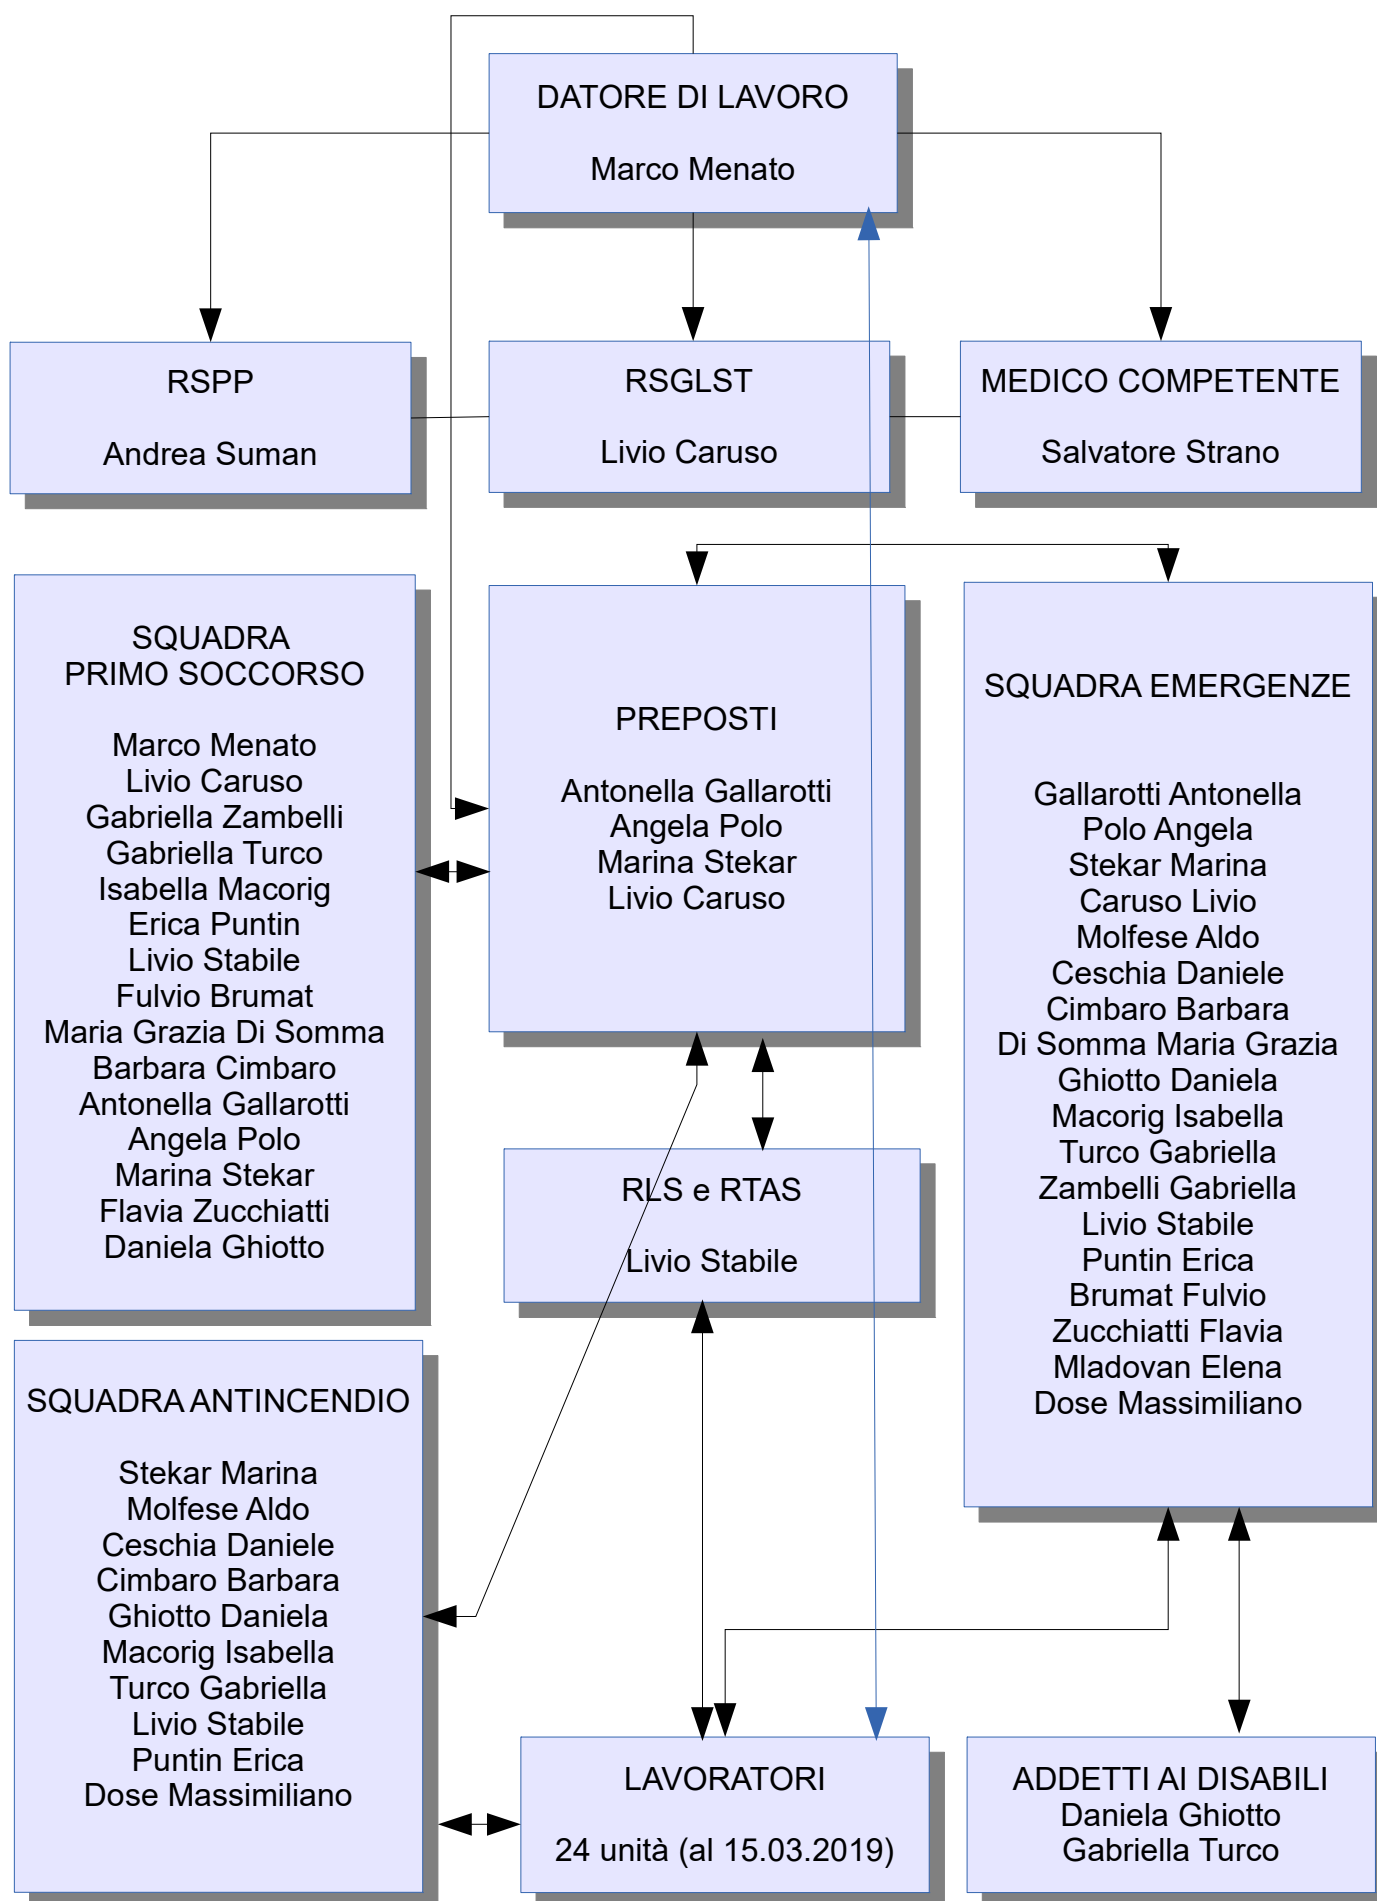 DATORE DI LAVORO
Marco Menato
RSPP
Andrea Suman
RSGLST
Livio Caruso
MEDICO COMPETENTE
Salvatore Strano
SQUADRA
PRIMO SOCCORSO
Marco Menato
Livio Caruso
Gabriella Zambelli
Gabriella Turco
Isabella Macorig
Erica Puntin
Livio Stabile
Fulvio Brumat
Maria Grazia Di Somma
Barbara Cimbaro
Antonella Gallarotti
Angela Polo
Marina Stekar
Flavia Zucchiatti
Daniela Ghiotto
PREPOSTI
Antonella Gallarotti
Angela Polo
Marina Stekar
Livio Caruso
SQUADRA EMERGENZE
Gallarotti Antonella
Polo Angela
Stekar Marina
Caruso Livio
Molfese Aldo
Ceschia Daniele
Cimbaro Barbara
Di Somma Maria Grazia
Ghiotto Daniela
Macorig Isabella
Turco Gabriella
Zambelli Gabriella
Livio Stabile
Puntin Erica
Brumat Fulvio
Zucchiatti Flavia
Mladovan Elena
Dose Massimiliano
RLS e RTAS
Livio Stabile
SQUADRA ANTINCENDIO
Stekar Marina
Molfese Aldo
Ceschia Daniele
Cimbaro Barbara
Ghiotto Daniela
Macorig Isabella
Turco Gabriella
Livio Stabile
Puntin Erica
Dose Massimiliano
LAVORATORI
24 unità (al 15.03.2019)
ADDETTI AI DISABILI
Daniela Ghiotto
Gabriella Turco